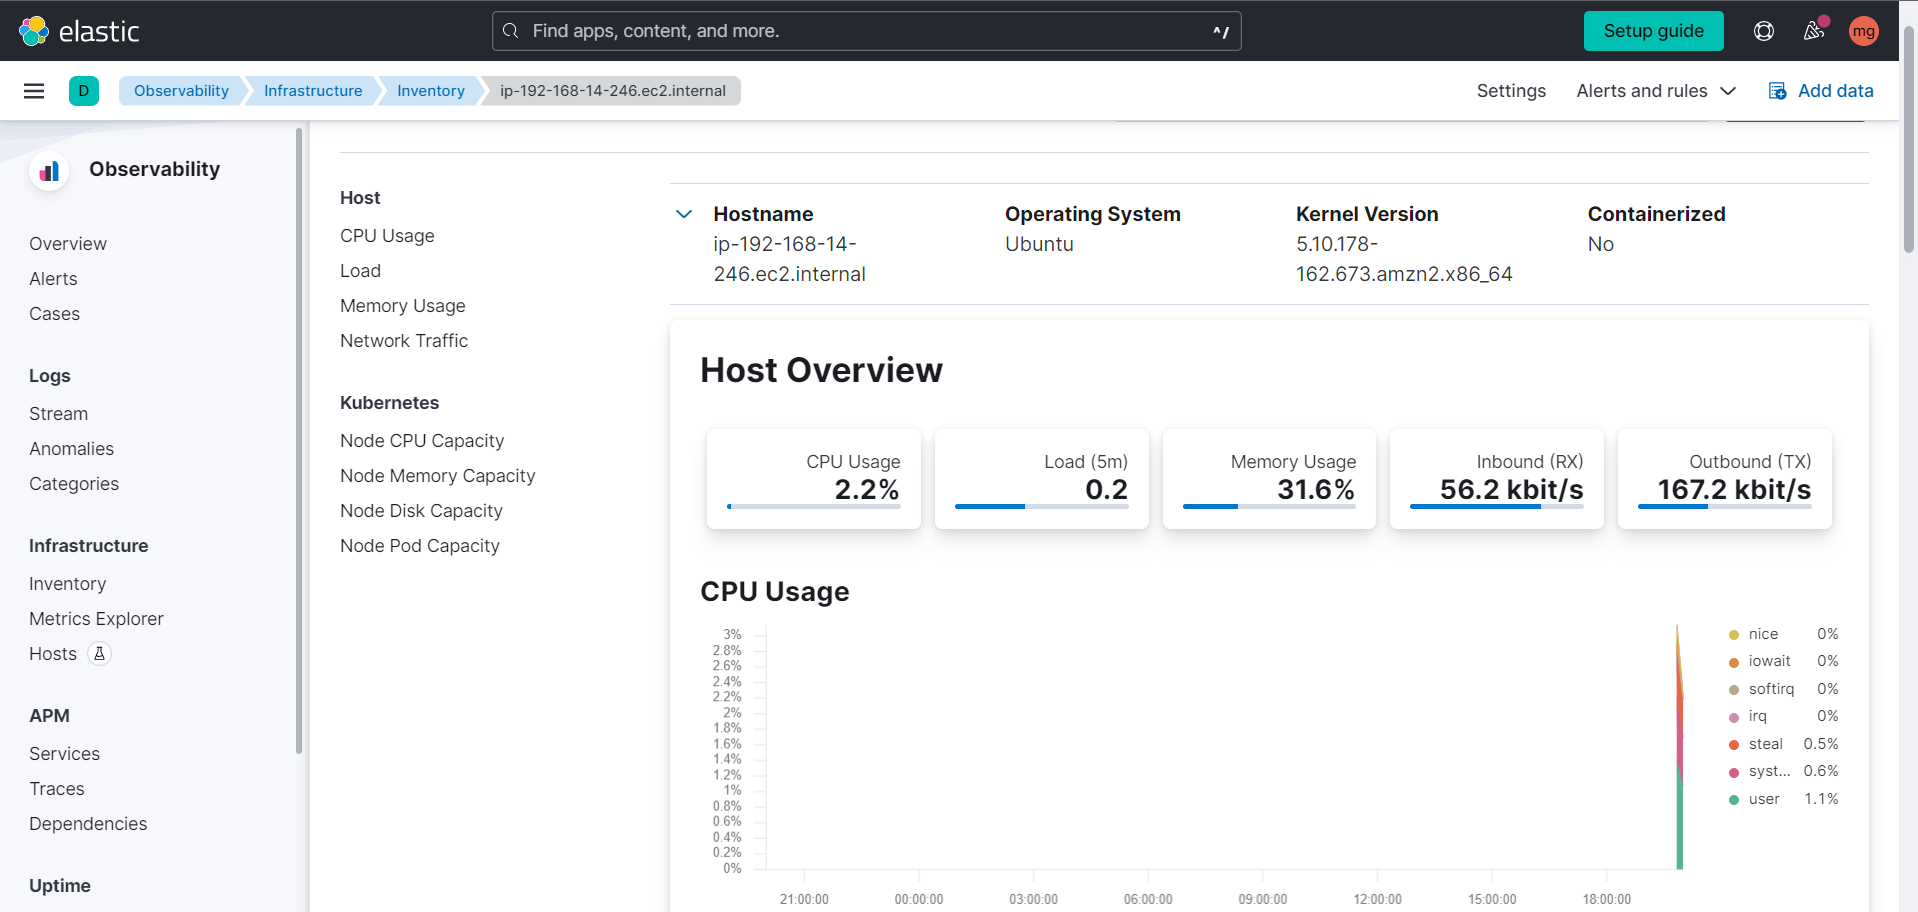 elastic
Find apps, content, and more.
^/
Setup guide
mg
D
Observability
Infrastructure
Inventory
ip-192-168-14-246.ec2.internal
Settings
Alerts and rules
Add data
Observability
Overview
Alerts
Cases
Logs
Stream
Anomalies
Categories
Infrastructure
Inventory
Metrics Explorer
Hosts
APM
Services
Traces
Dependencies
Uptime
Host
CPU Usage
Load
Memory Usage
Network Traffic
Kubernetes
Node CPU Capacity
Node Memory Capacity
Node Disk Capacity
Node Pod Capacity
Hostname
ip-192-168-14-
246.ec2.internal
Operating System
Ubuntu
Kernel Version
5.10.178-
162.673.amzn2.x86_64
Containerized
No
Host Overview
CPU Usage
2.2%
Load (5m)
0.2
Memory Usage
31.6%
Inbound (RX)
56.2 kbit/s
Outbound (TX)
167.2 kbit/s
CPU Usage
3%
2.8%
2.6%
2.4%
2.2%
2%
1.8%
1.6%
1.4%
1.2%
1%
0.8%
0.6%
0.4%
0.2%
0%
21:00:00
00:00:00
03:00:00
06:00:00
09:00:00
12:00:00
15:00:00
18:00:00
nice 0%
iowait 0%
softirq 0%
irq 0%
steal 0.5%
syst... 0.6%
user 1.1%